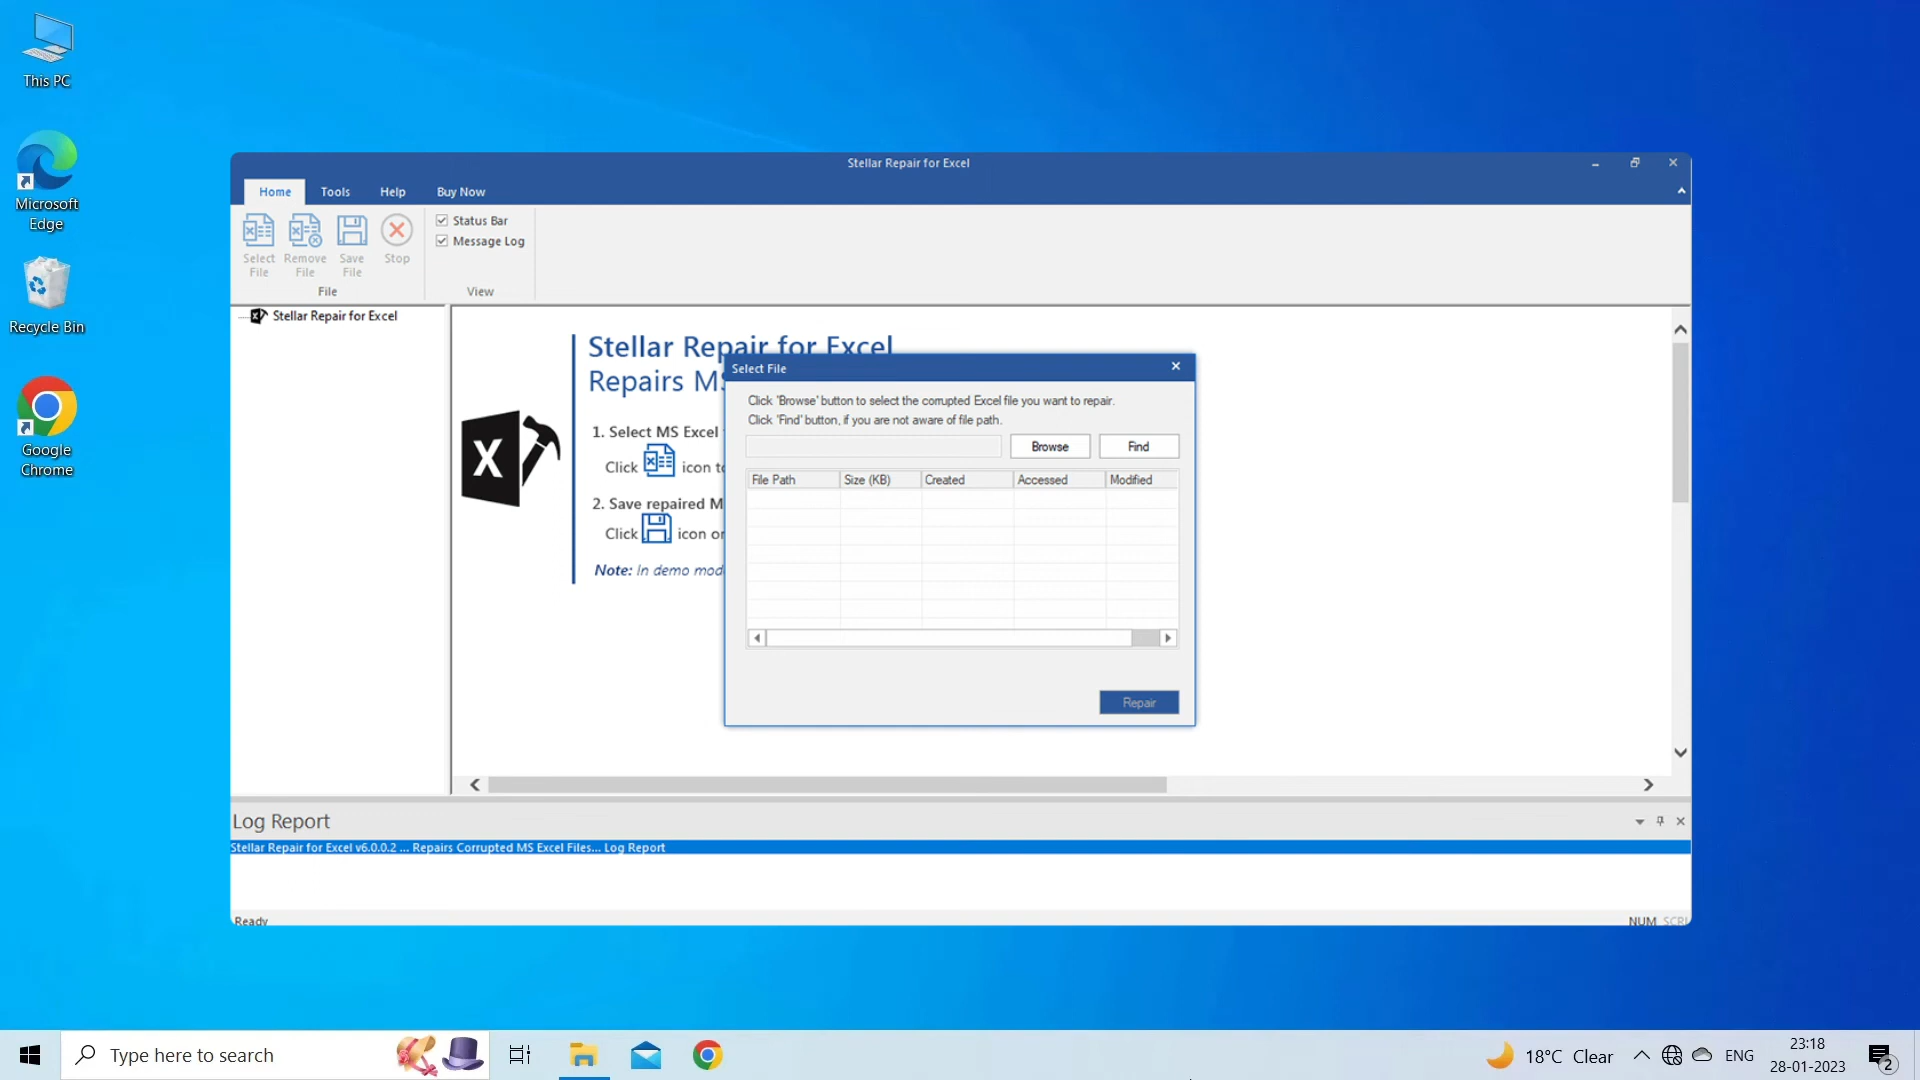 This PC
Microsoft
Edge
Recycle Bin
Google
Chrome
Stellar Repair for Excel
Home
Tools
Help
Buy Now
Select
File
Remove
File
Save
File
Stop
File
Status Bar
Message Log
View
Stellar Repair for Excel
Stellar Repair for Excel
Repairs MS
1. Select MS Excel
Click icon to
2. Save repaired M
Click icon or
Note: In demo mod
Select File
Click 'Browse' button to select the corrupted Excel file you want to repair.
Click 'Find' button, if you are not aware of file path.
Browse
Find
File Path
Size (KB)
Created
Accessed
Modified
Repair
Log Report
Stellar Repair for Excel v6.0.0.2 ... Repairs Corrupted MS Excel Files... Log Report
Ready
NUM SCRL
Type here to search
18°C Clear
ENG
23:18
28-01-2023
2